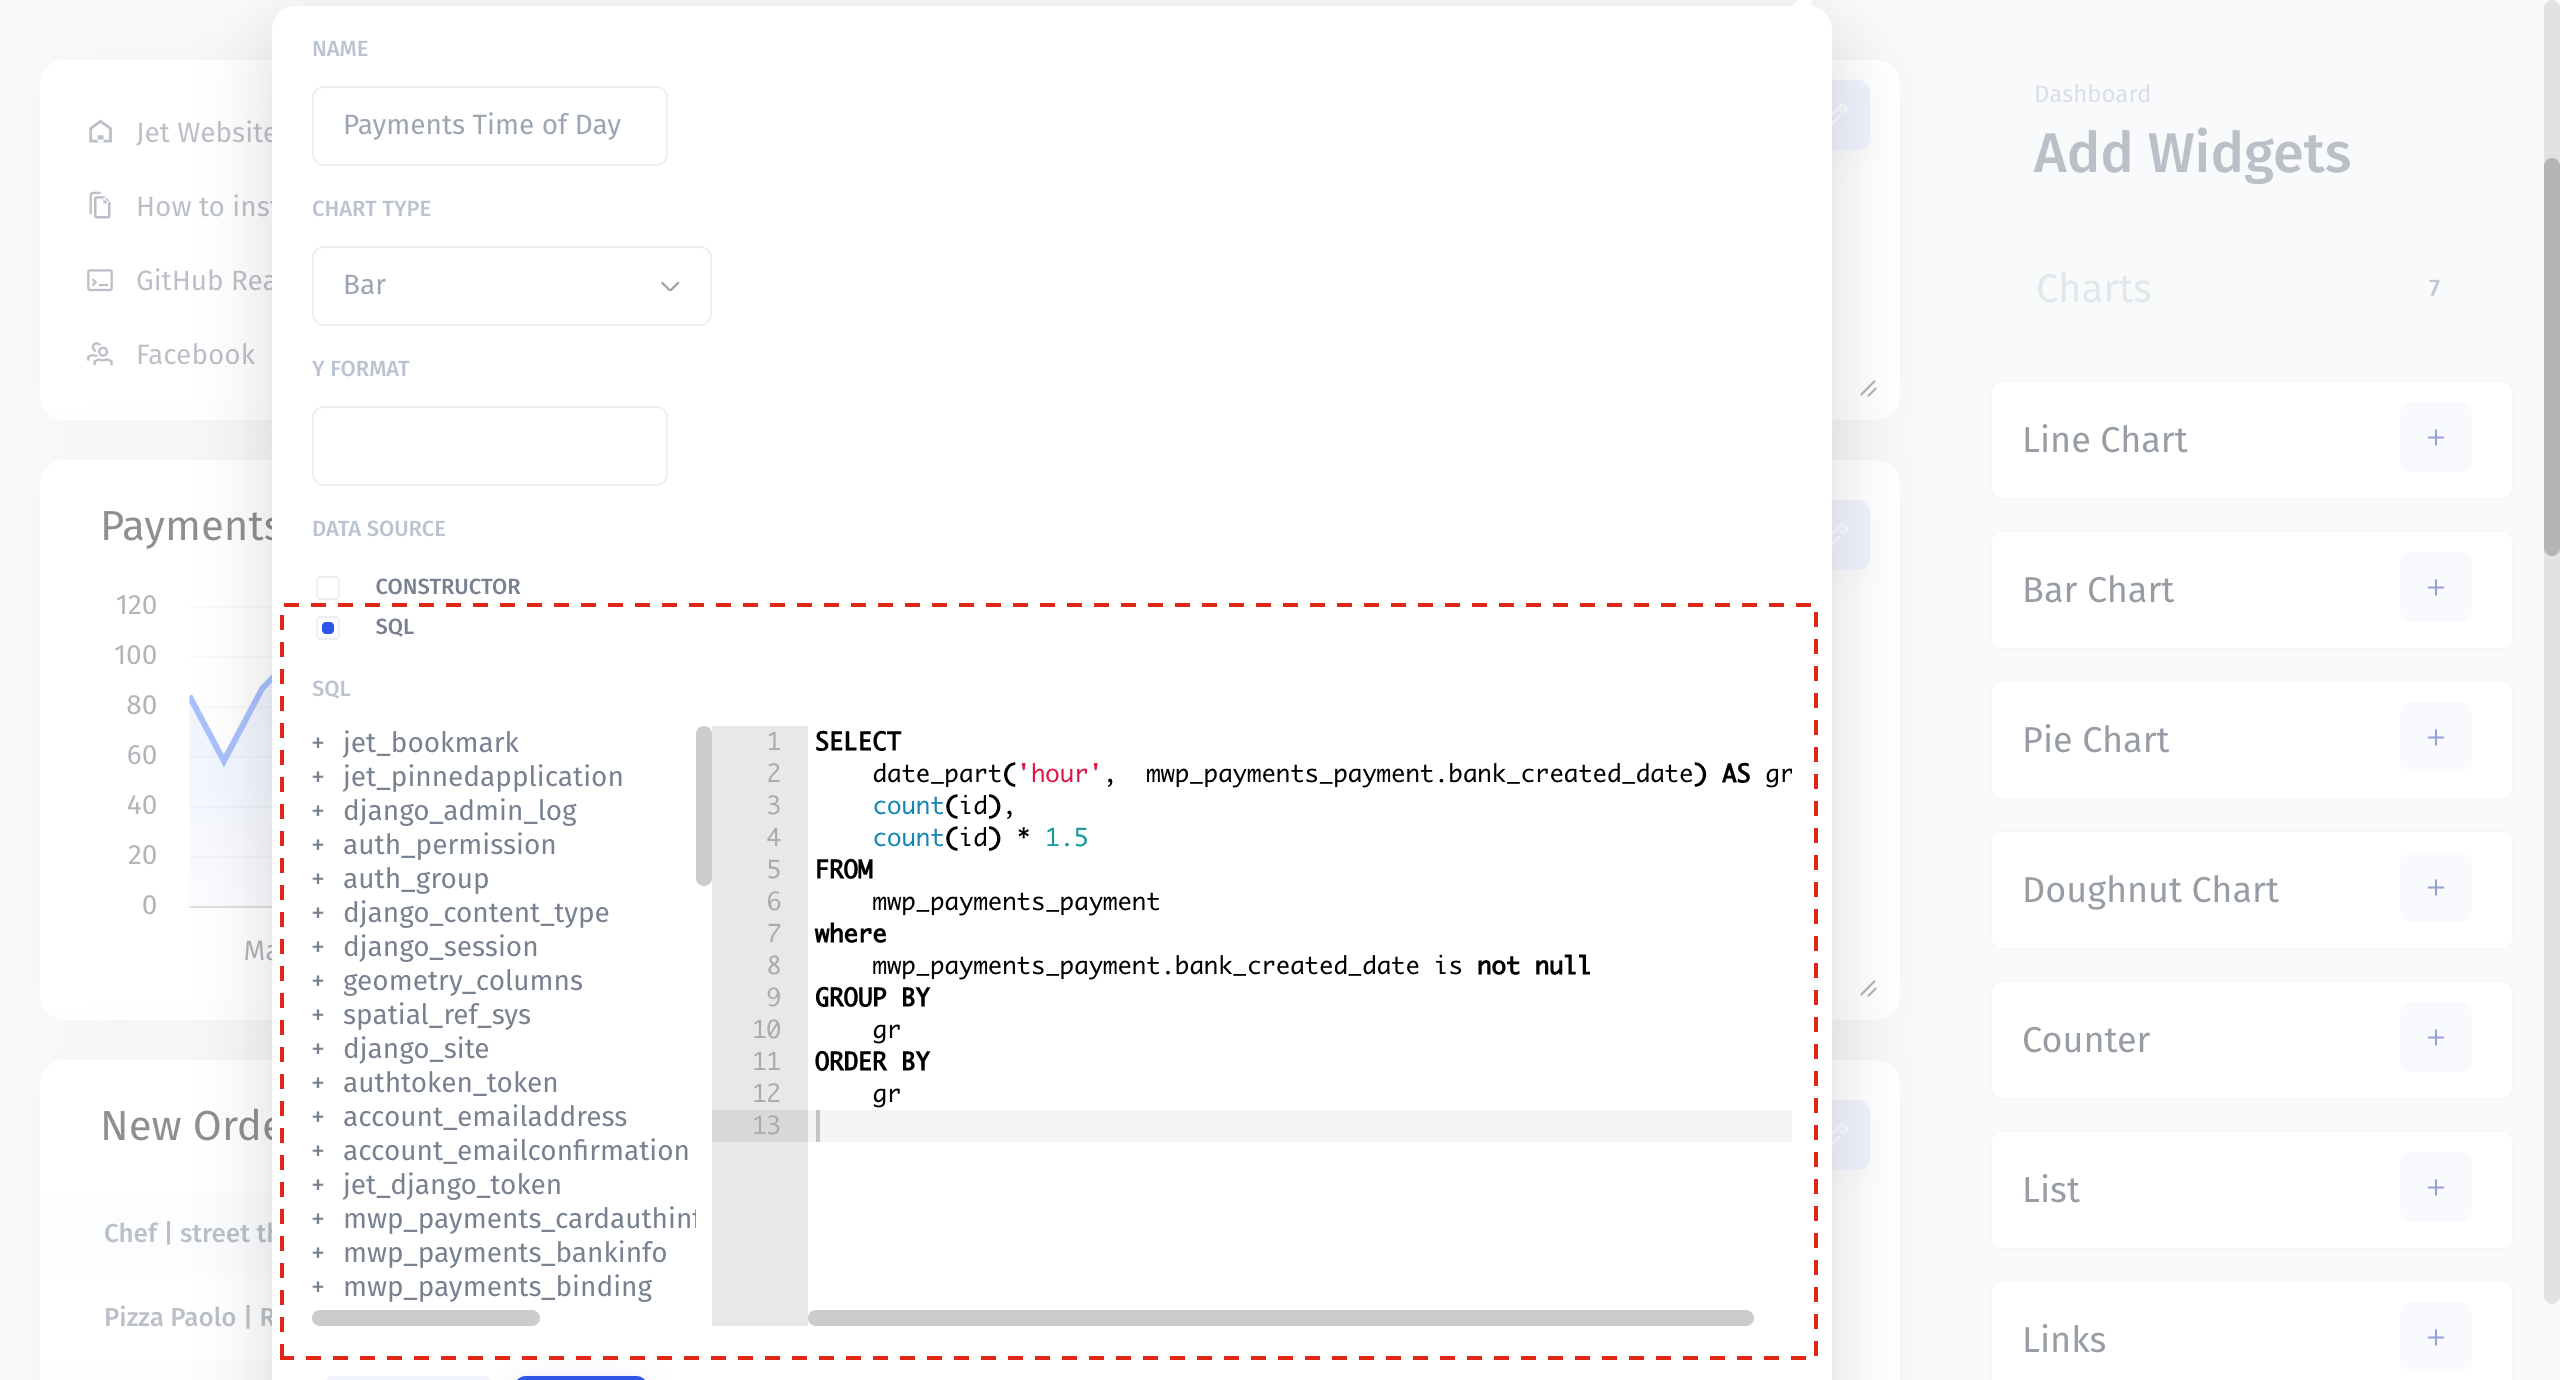 Jet Website
How to ins
GitHub Rea
Facebook
Payments
120
100
80
60
40
20
0
Ma
New Orde
Chef | street th
Pizza Paolo | R
NAME
Payments Time of Day
CHART TYPE
Bar
Y FORMAT
DATA SOURCE
CONSTRUCTOR
SQL
SQL
+ jet_bookmark
+ jet_pinnedapplication
+ django_admin_log
+ auth_permission
+ auth_group
+ django_content_type
+ django_session
+ geometry_columns
+ spatial_ref_sys
+ django_site
+ authtoken_token
+ account_emailaddress
+ account_emailconfirmation
+ jet_django_token
+ mwp_payments_cardauthinf
+ mwp_payments_bankinfo
+ mwp_payments_binding
1 SELECT
2 date_part('hour', mwp_payments_payment.bank_created_date) AS gr
3 count(id),
4 count(id) * 1.5
5 FROM
6 mwp_payments_payment
7 where
8 mwp_payments_payment.bank_created_date is not null
9 GROUP BY
10 gr
11 ORDER BY
12 gr
13
Dashboard
Add Widgets
Charts 7
Line Chart +
Bar Chart +
Pie Chart +
Doughnut Chart +
Counter +
List +
Links +